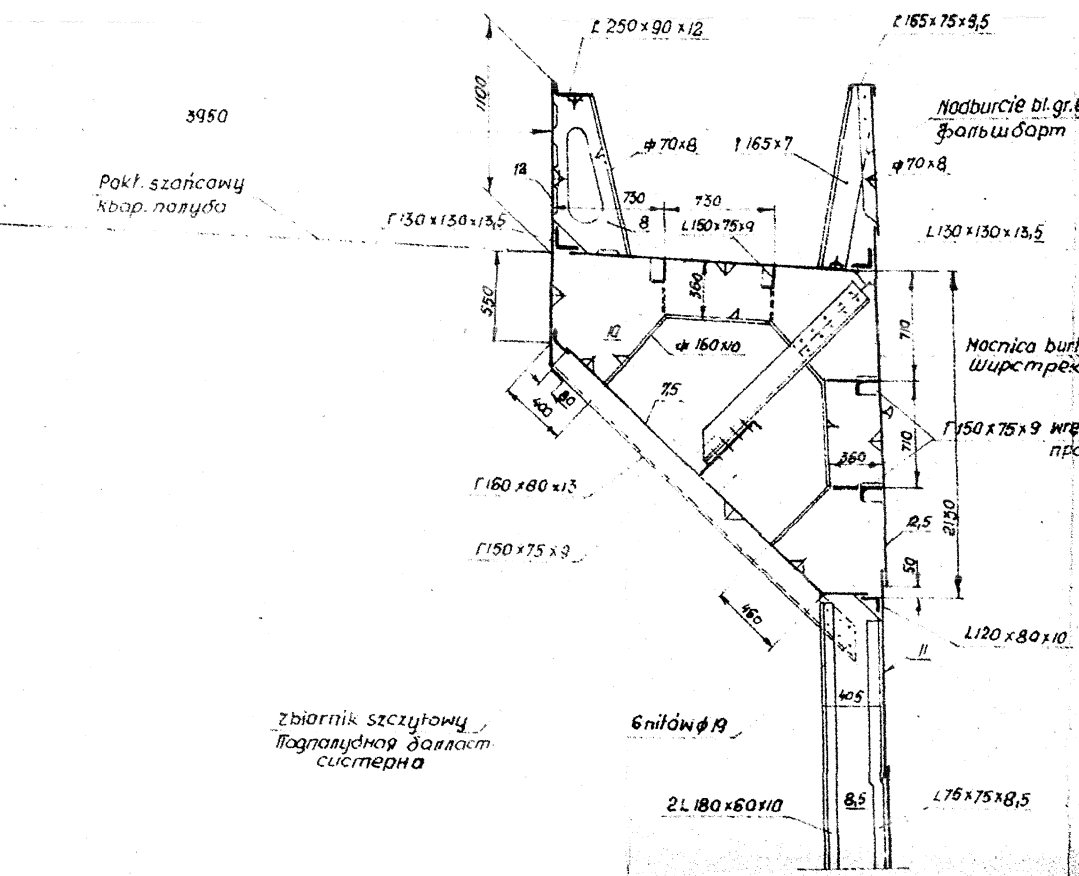 L 250×90×12
L 165×75×9,5
1100
3950
Nadburcie bl. gr.
фальшборт
φ 70×8
165×7
φ 70×8
12
Pokł. szańcowy
квар. палуба
730
730
Г 130×130×13,5
8
L 150×75×9
L 130×130×13,5
550
360
710
10
φ 160×10
Mocnica burt
ширстрек
400
80
7,5
Г 150×75×9 wrę
про
710
360
Г 160×80×13
12,5
2130
Г 150×75×9
50
460
L 120×80×10
11
405
Zbiornik szczytowy
Подпалубная балласт.
систерна
6 nitów φ 19
2 L 180×60×10
8,5
L 75×75×8,5